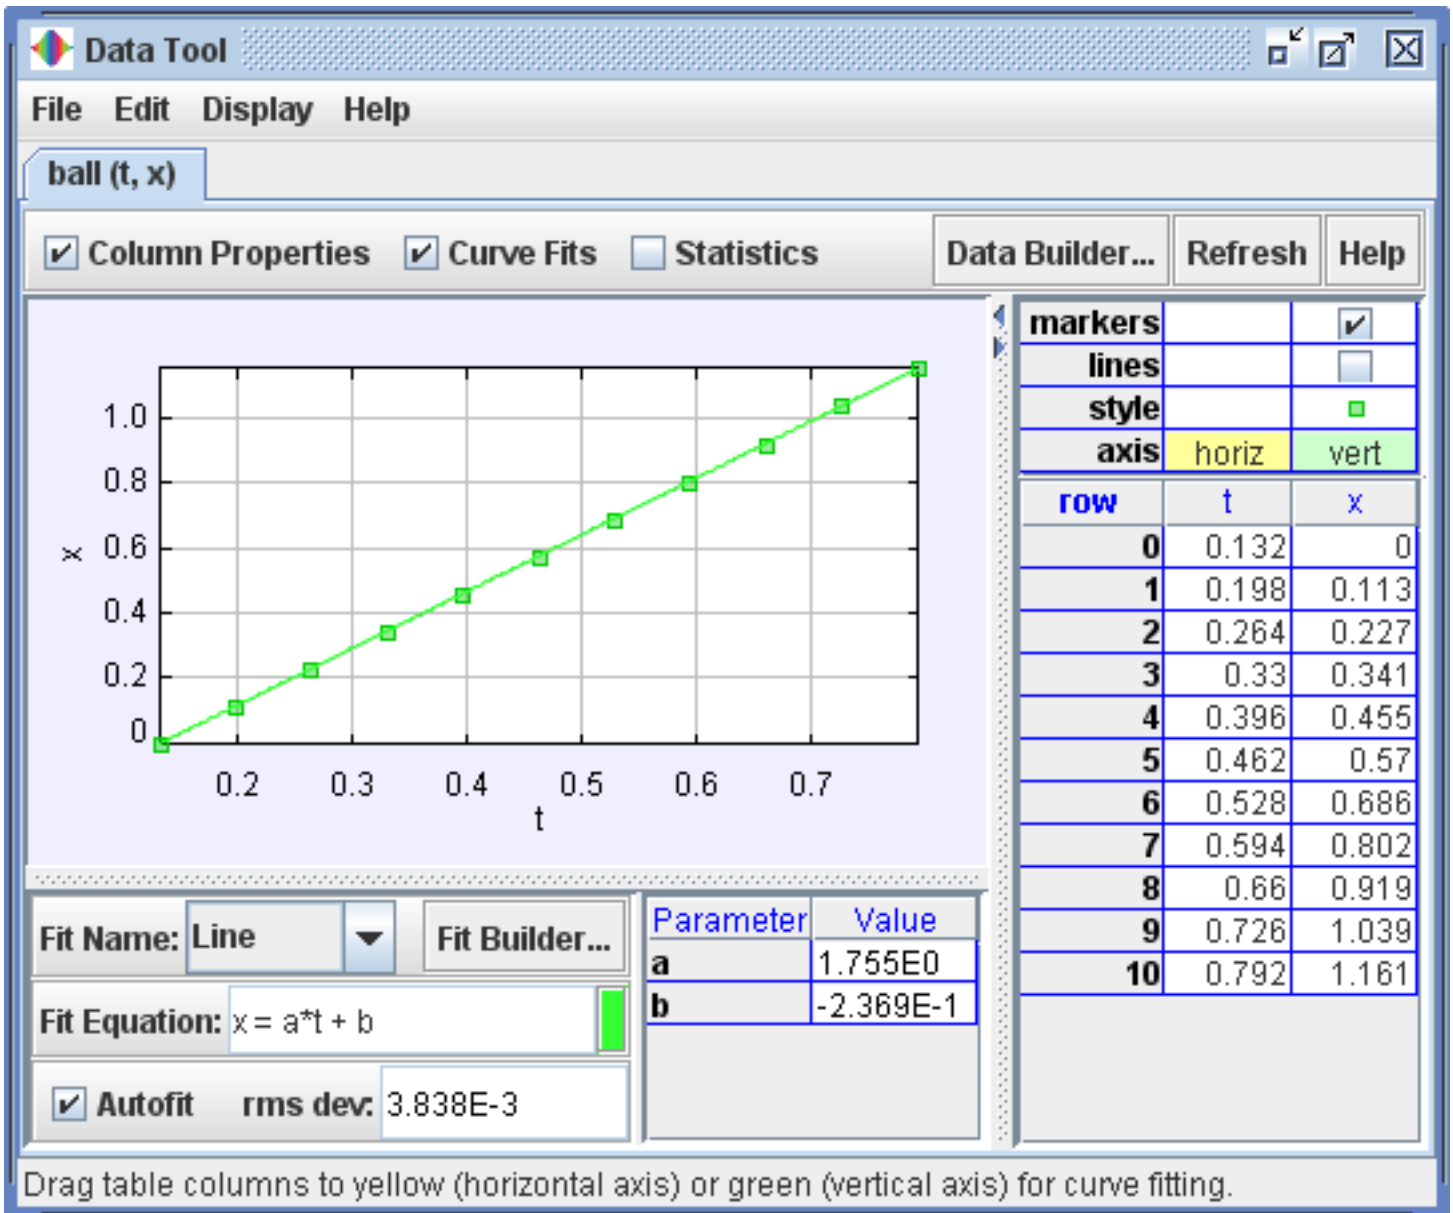 Data Tool
File Edit Display Help
ball (t, x)
Column Properties Curve Fits Statistics Data Builder... Refresh Help
1.0
0.8
0.6
0.4
0.2
0
x
0.2 0.3 0.4 0.5 0.6 0.7
t
markers
lines
style
axis horiz vert
row t x
0 0.132 0
1 0.198 0.113
2 0.264 0.227
3 0.33 0.341
4 0.396 0.455
5 0.462 0.57
6 0.528 0.686
7 0.594 0.802
8 0.66 0.919
9 0.726 1.039
10 0.792 1.161
Fit Name: Line Fit Builder...
Fit Equation: x = a*t + b
Autofit rms dev: 3.838E-3
Parameter Value
a 1.755E0
b -2.369E-1
Drag table columns to yellow (horizontal axis) or green (vertical axis) for curve fitting.